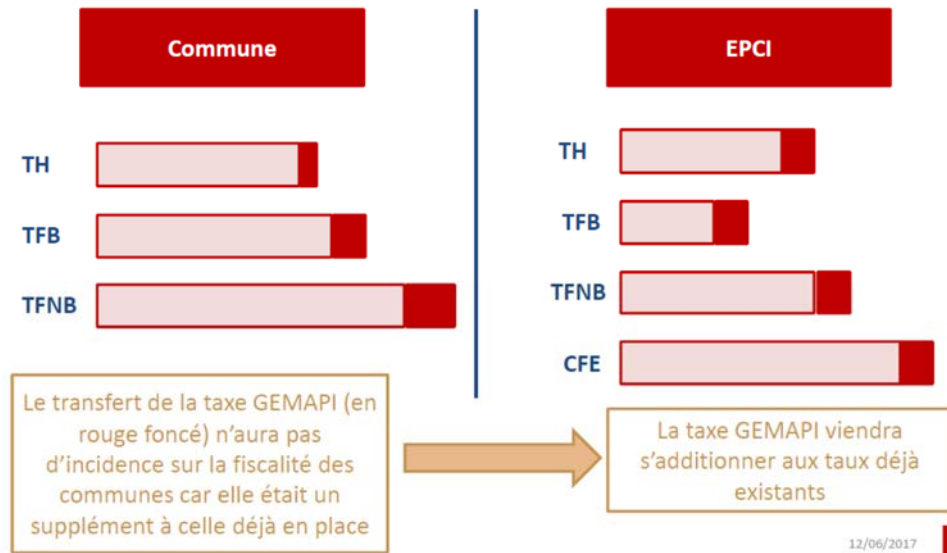 Commune
TH
TFB
TFNB
Le transfert de la taxe GEMAPI (en
rouge foncé) n’aura pas
d’incidence sur la fiscalité des
communes car elle était un
supplément à celle déjà en place
EPCI
TH
TFB
TFNB
CFE
La taxe GEMAPI viendra
s’additionner aux taux déjà
existants
12/06/2017